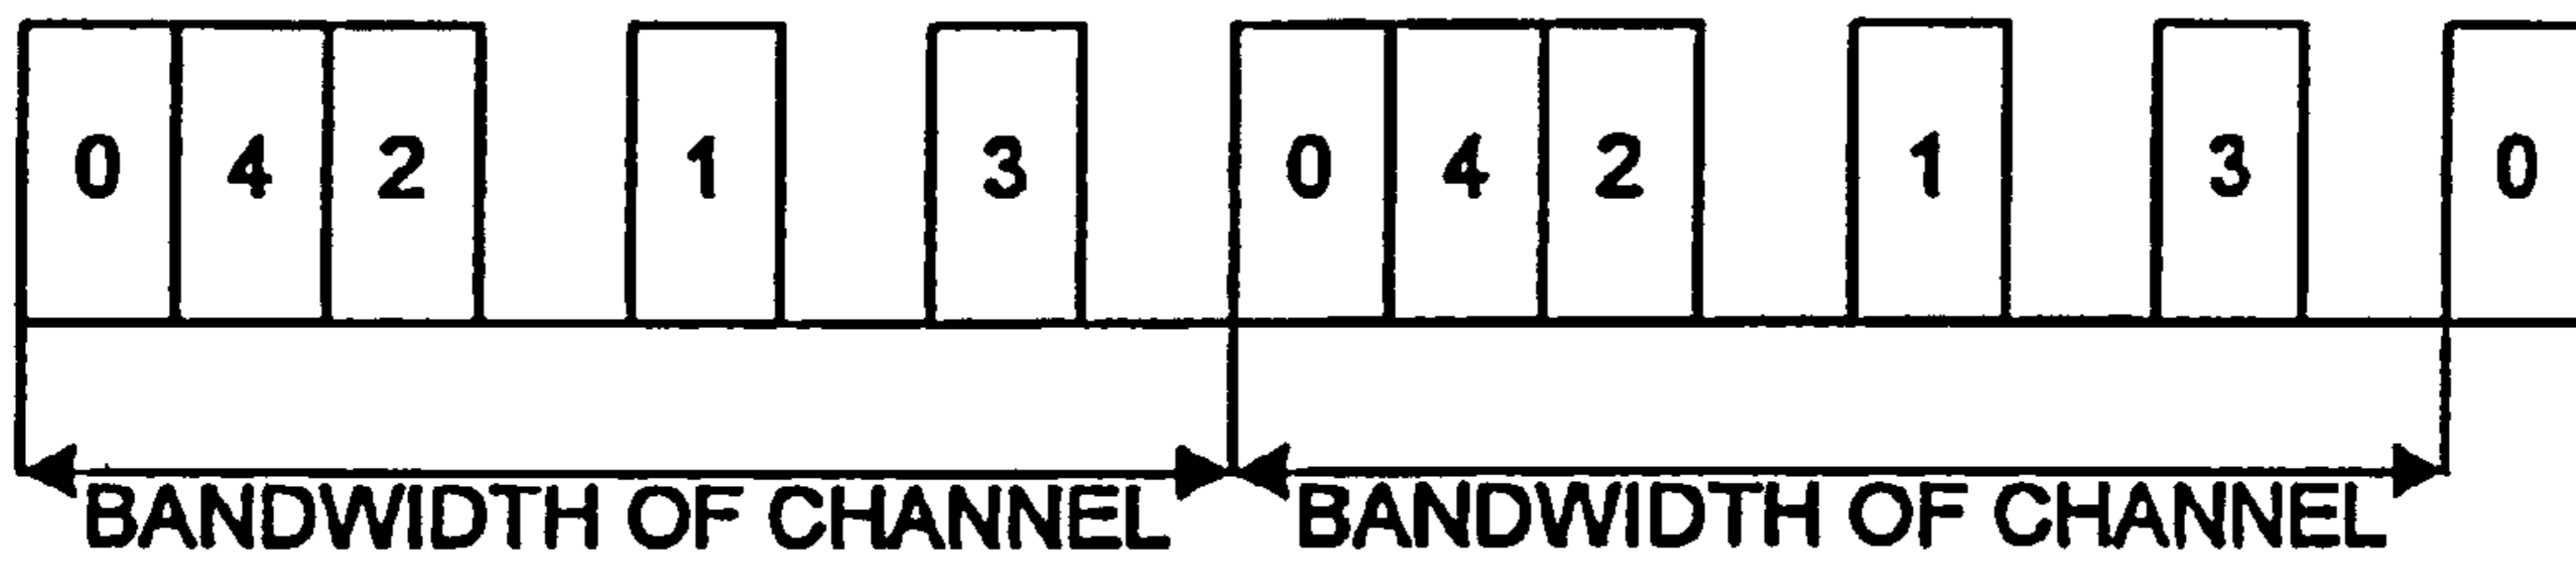 0 4 2 1 3 0 4 2 1 3 0
BANDWIDTH OF CHANNEL BANDWIDTH OF CHANNEL